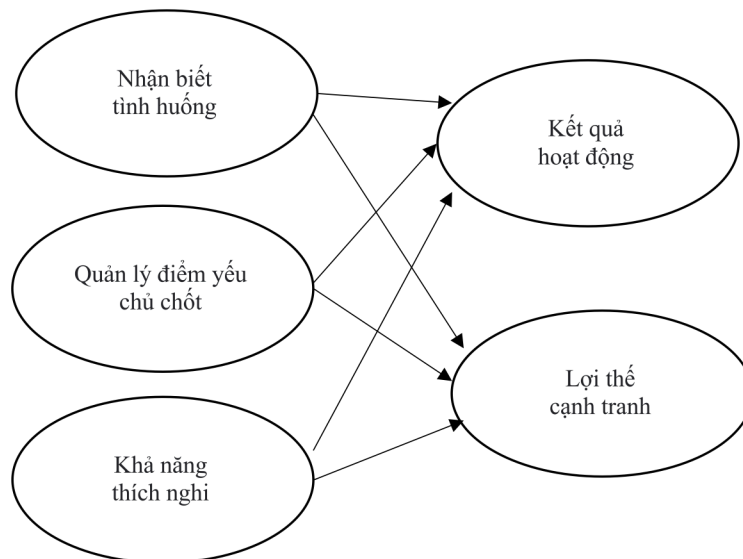 Nhận biết
tình huống
Kết quả
hoạt động
Quản lý điểm yếu
chủ chốt
Lợi thế
cạnh tranh
Khả năng
thích nghi